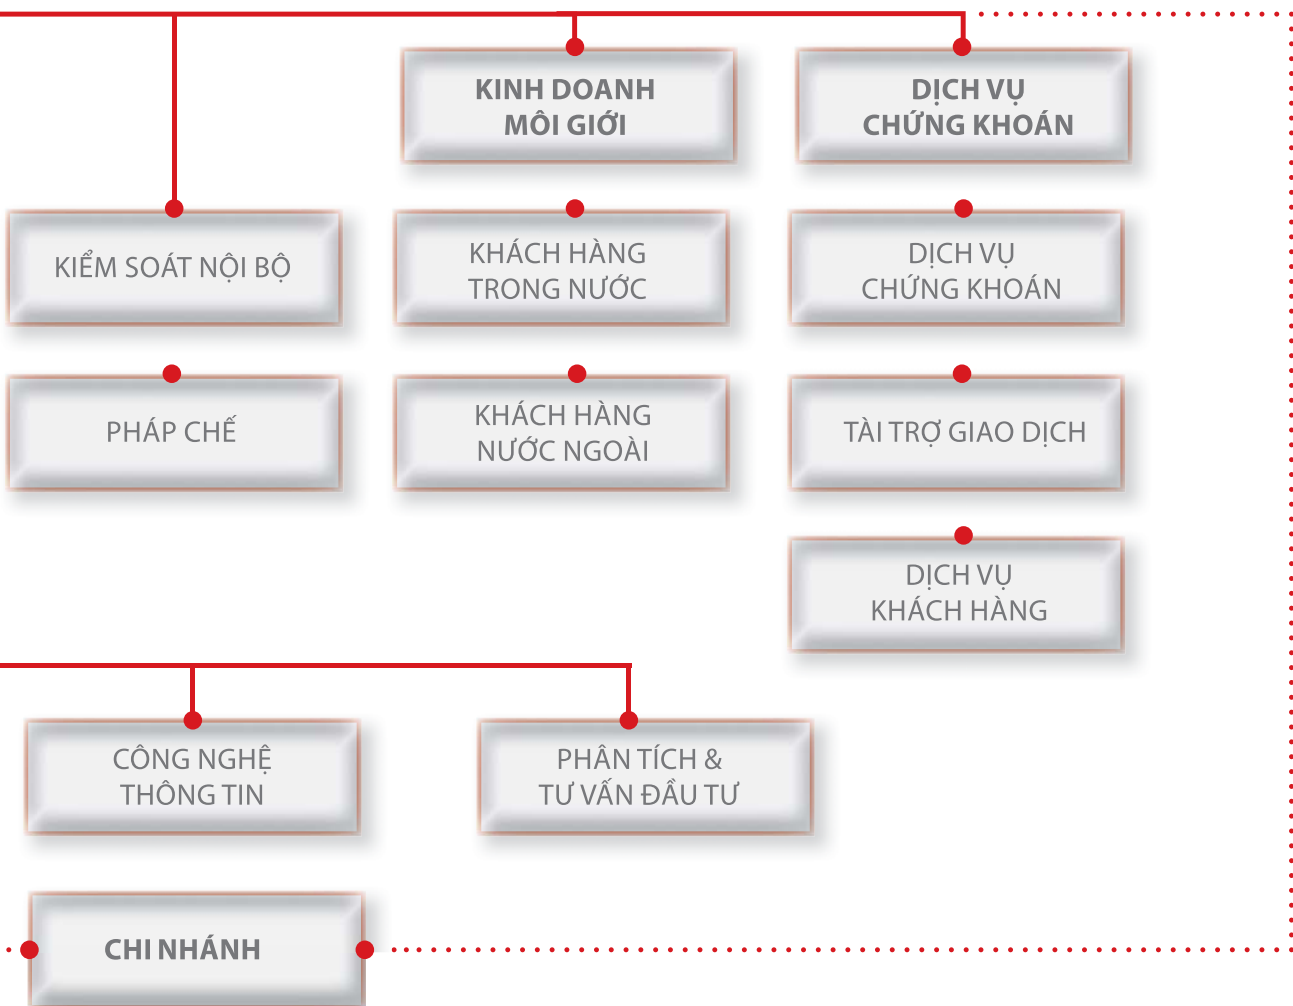 KINH DOANH
MÔI GIỚI
DỊCH VỤ
CHỨNG KHOÁN
KIỂM SOÁT NỘI BỘ
KHÁCH HÀNG
TRONG NƯỚC
DỊCH VỤ
CHỨNG KHOÁN
PHÁP CHẾ
KHÁCH HÀNG
NƯỚC NGOÀI
TÀI TRỢ GIAO DỊCH
DỊCH VỤ
KHÁCH HÀNG
CÔNG NGHỆ
THÔNG TIN
PHÂN TÍCH &
TƯ VẤN ĐẦU TƯ
CHI NHÁNH